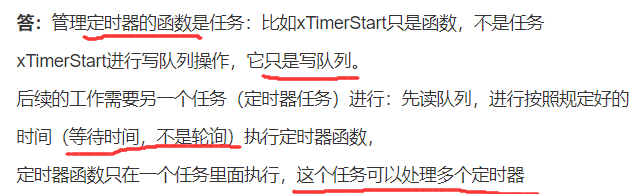 答：管理定时器的函数是任务：比如xTimerStart只是函数，不是任务
xTimerStart进行写队列操作，它只是写队列。
后续的工作需要另一个任务（定时器任务）进行：先读队列，进行按照规定好的
时间（等待时间，不是轮询）执行定时器函数，
定时器函数只在一个任务里面执行，这个任务可以处理多个定时器